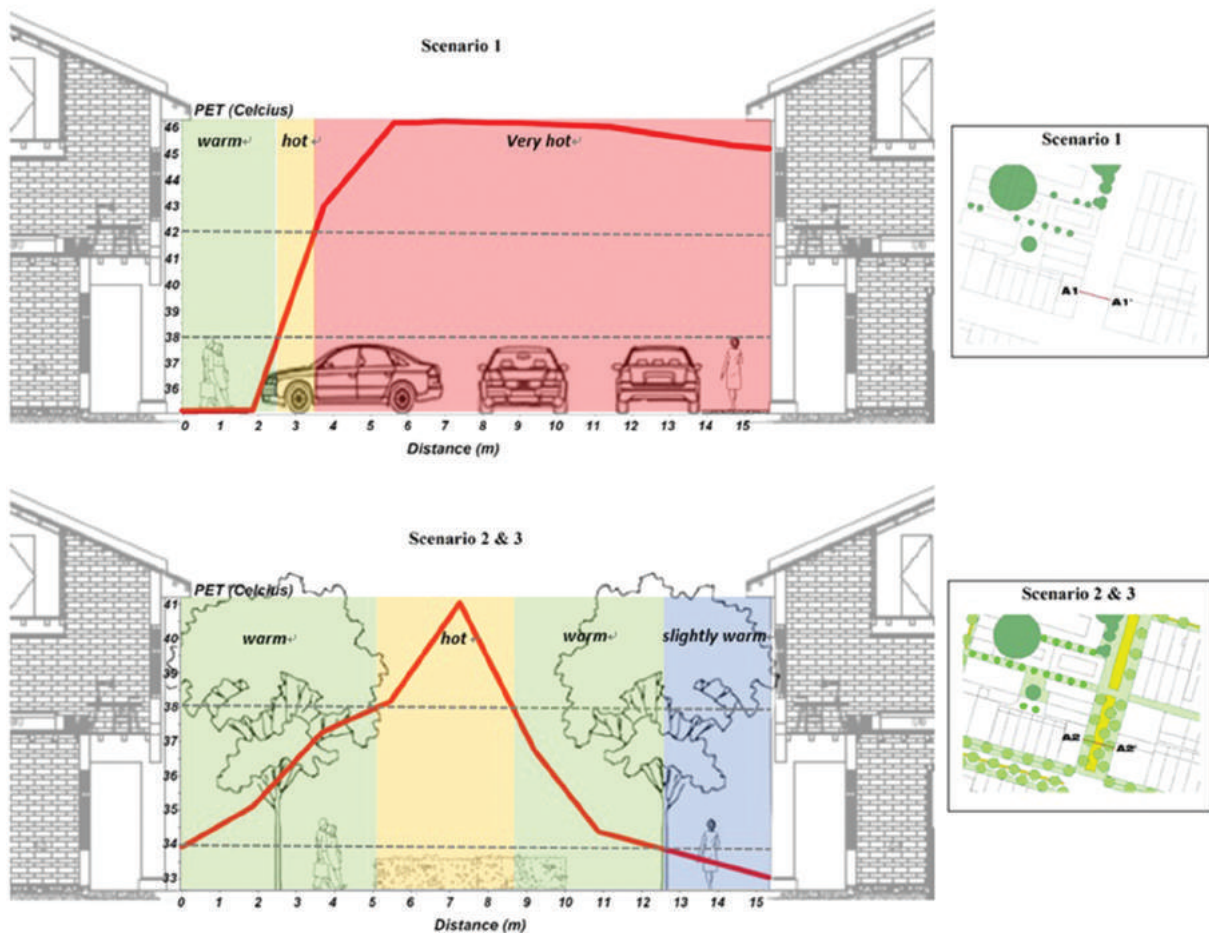 Scenario 1
PET (Celcius)
warm hot Very hot
46
45
44
43
42
41
40
39
38
37
36
0 1 2 3 4 5 6 7 8 9 10 11 12 13 14 15
Distance (m)
Scenario 1
A1 A1'
Scenario 2 & 3
PET (Celcius)
41
warm hot warm slightly warm
40
39
38
37
36
35
34
33
0 1 2 3 4 5 6 7 8 9 10 11 12 13 14 15
Distance (m)
Scenario 2 & 3
A2 A2'